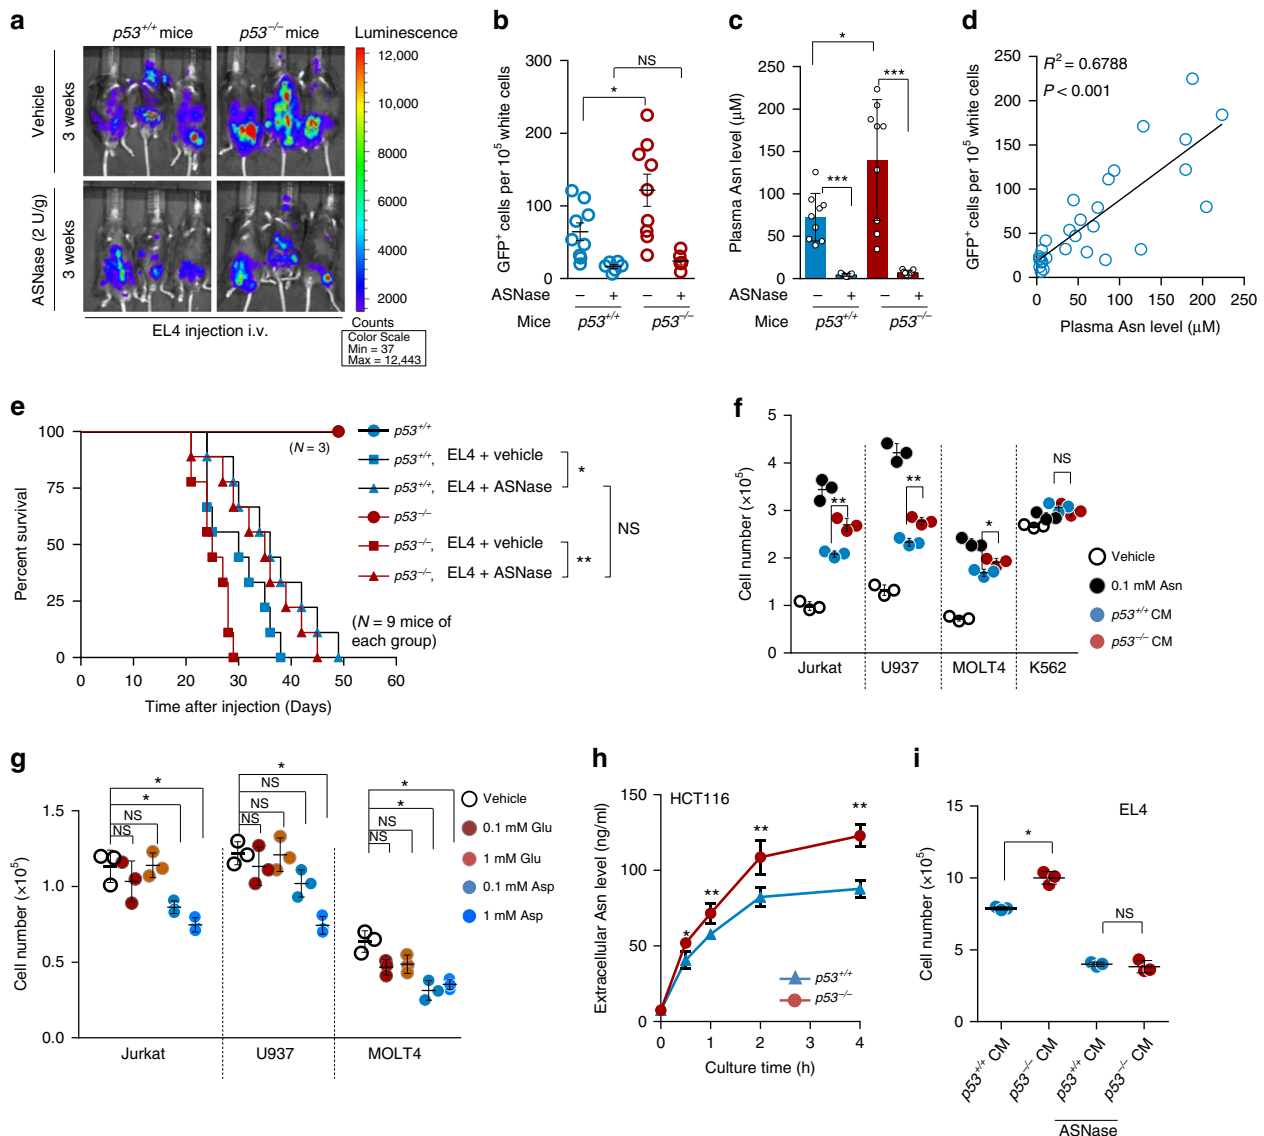 a
p53+/+ mice
p53−/− mice
Luminescence
Vehicle
3 weeks
ASNase (2 U/g)
3 weeks
EL4 injection i.v.
12,000
10,000
8000
6000
4000
2000
Counts
Color Scale
Min = 37
Max = 12,443
b
GFP+ cells per 10^5 white cells
300
200
100
0
*
NS
ASNase − + − +
Mice p53+/+ p53−/−
c
Plasma Asn level (μM)
250
200
150
100
50
0
*
***
***
ASNase − + − +
Mice p53+/+ p53−/−
d
GFP+ cells per 10^5 white cells
250
200
150
100
50
0
R² = 0.6788
P < 0.001
0 50 100 150 200 250
Plasma Asn level (μM)
e
Percent survival
100
75
50
25
0
(N = 3)
0 10 20 30 40 50 60
Time after injection (Days)
p53+/+
p53+/+, EL4 + vehicle
p53+/+, EL4 + ASNase
p53−/−
p53−/−, EL4 + vehicle
p53−/−, EL4 + ASNase
*
NS
**
(N = 9 mice of
each group)
f
Cell number (×10^5)
5
4
3
2
1
0
**
**
*
NS
Jurkat U937 MOLT4 K562
Vehicle
0.1 mM Asn
p53+/+ CM
p53−/− CM
g
Cell number (×10^5)
1.5
1.0
0.5
0.0
*
*
NS
NS
*
NS
NS
NS
*
*
NS
NS
Jurkat U937 MOLT4
Vehicle
0.1 mM Glu
1 mM Glu
0.1 mM Asp
1 mM Asp
h
Extracellular Asn level (ng/ml)
150
100
50
0
HCT116
*
**
**
**
p53+/+
p53−/−
0 1 2 3 4
Culture time (h)
i
Cell number (×10^5)
15
10
5
0
EL4
*
NS
p53+/+ CM
p53−/− CM
p53+/+ CM
p53−/− CM
ASNase